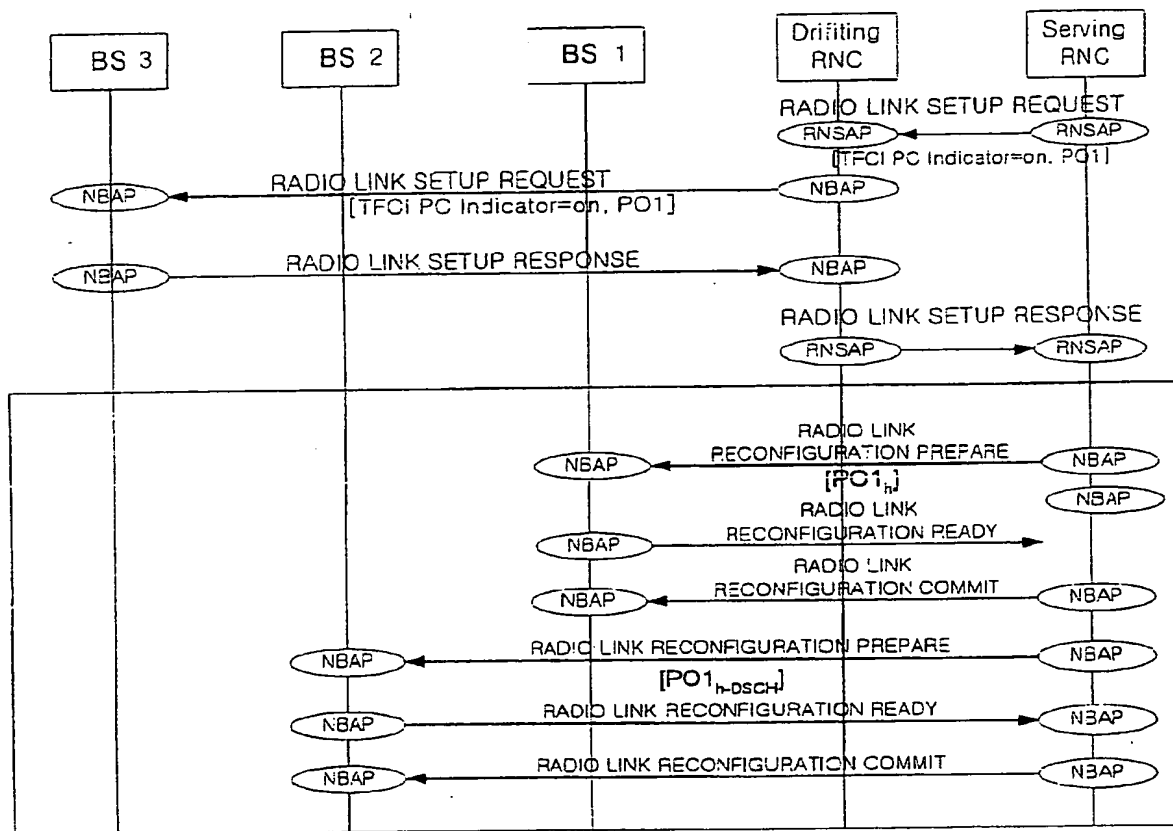 BS 3
BS 2
BS 1
Drifiting
RNC
Serving
RNC
RADIO LINK SETUP REQUEST
RNSAP
RNSAP
[TFCI PC Indicator=on, PO1]
RADIO LINK SETUP REQUEST
NBAP
NBAP
[TFCI PC Indicator=on, PO1]
RADIO LINK SETUP RESPONSE
NBAP
NBAP
RADIO LINK SETUP RESPONSE
RNSAP
RNSAP
RADIO LINK
RECONFIGURATION PREPARE
NBAP
NBAP
[PO1h]
NBAP
RADIO LINK
RECONFIGURATION READY
NBAP
RADIO LINK
RECONFIGURATION COMMIT
NBAP
NBAP
RADIO LINK RECONFIGURATION PREPARE
NBAP
NBAP
[PO1h-DSCH]
RADIO LINK RECONFIGURATION READY
NBAP
NBAP
RADIO LINK RECONFIGURATION COMMIT
NBAP
NBAP